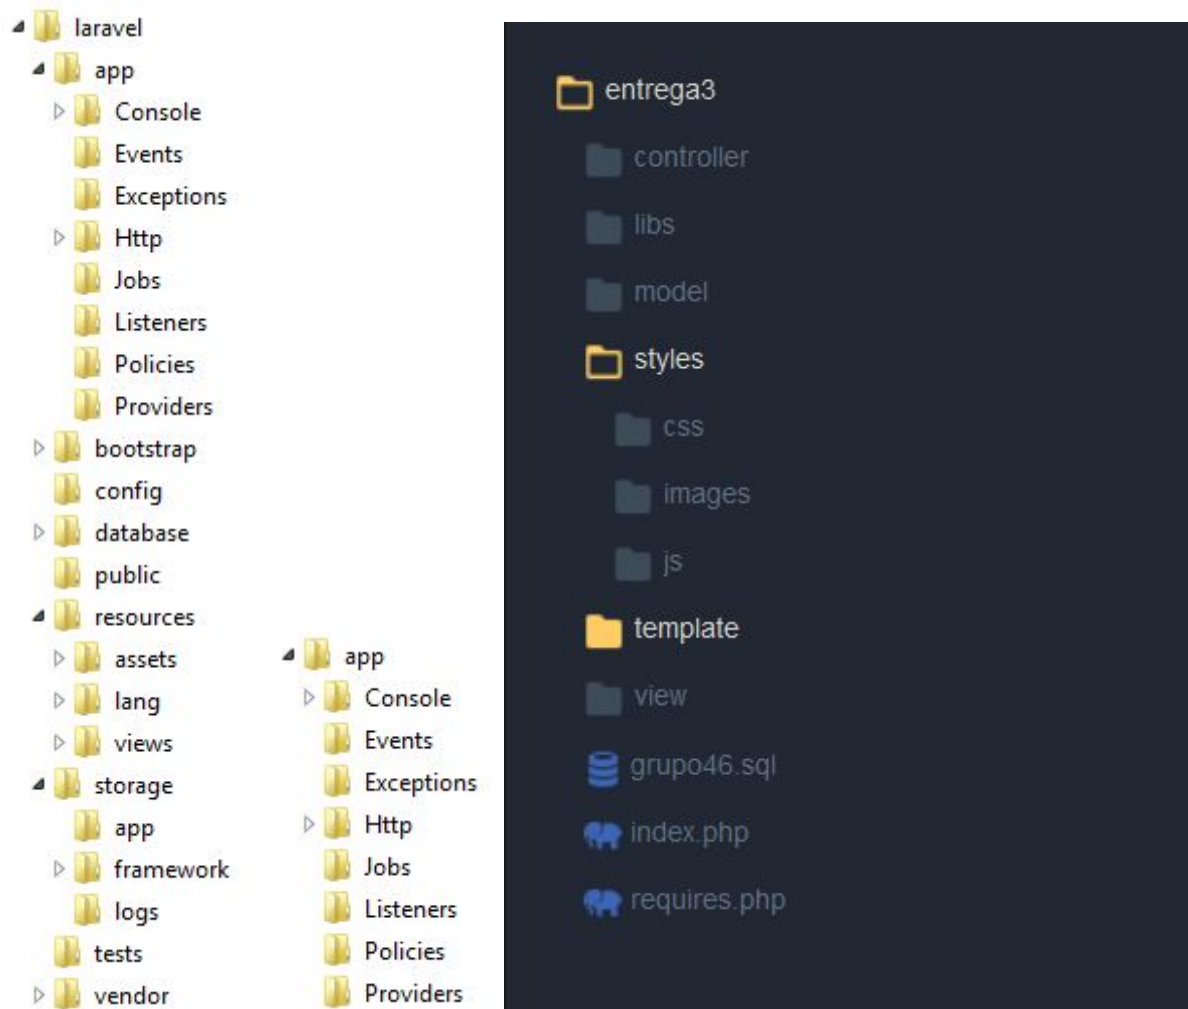 laravel
app
Console
Events
Exceptions
Http
Jobs
Listeners
Policies
Providers
bootstrap
config
database
public
resources
assets
lang
views
storage
app
framework
logs
tests
vendor
app
Console
Events
Exceptions
Http
Jobs
Listeners
Policies
Providers
entrega3
controller
libs
model
styles
css
images
js
template
view
grupo46.sql
index.php
requires.php